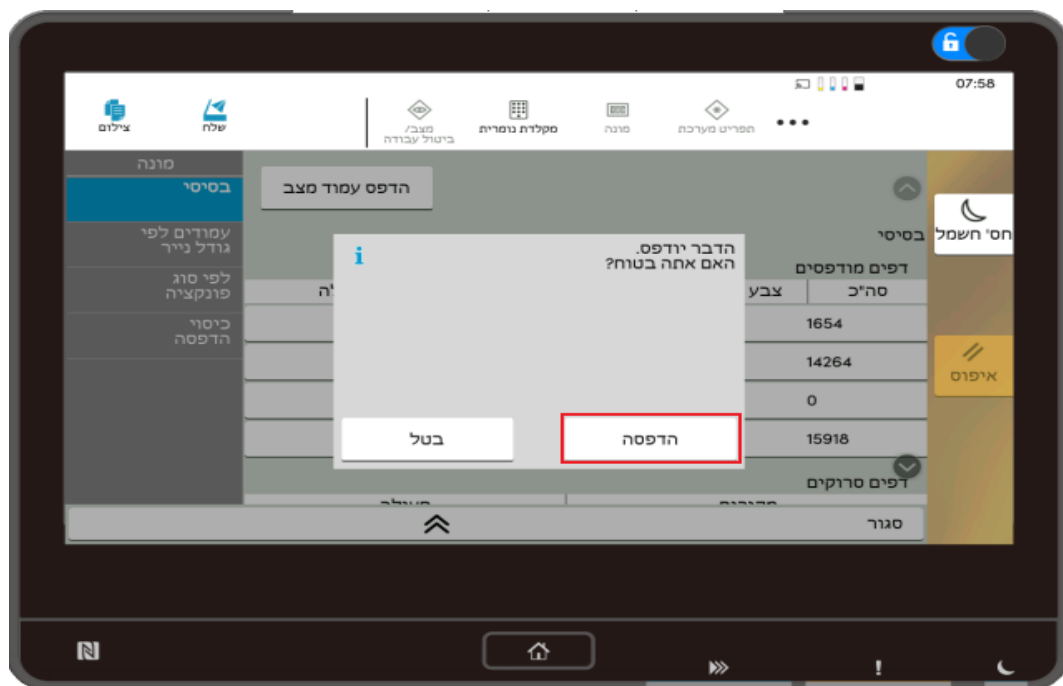 07:58
צילום
שלח
מצב/
ביטול עבודה
מקלדת נומרית
מונה
תפריט מערכת
מונה
בסיסי
עמודים לפי
גודל נייר
לפי סוג
פונקציה
כיסוי
הדפסה
הדפס עמוד מצב
בסיסי
חס' חשמל
איפוס
דפים מודפסים
סה"כ
צבע
1654
14264
0
15918
הדבר יודפס.
האם אתה בטוח?
הדפסה
בטל
דפים סרוקים
סגור